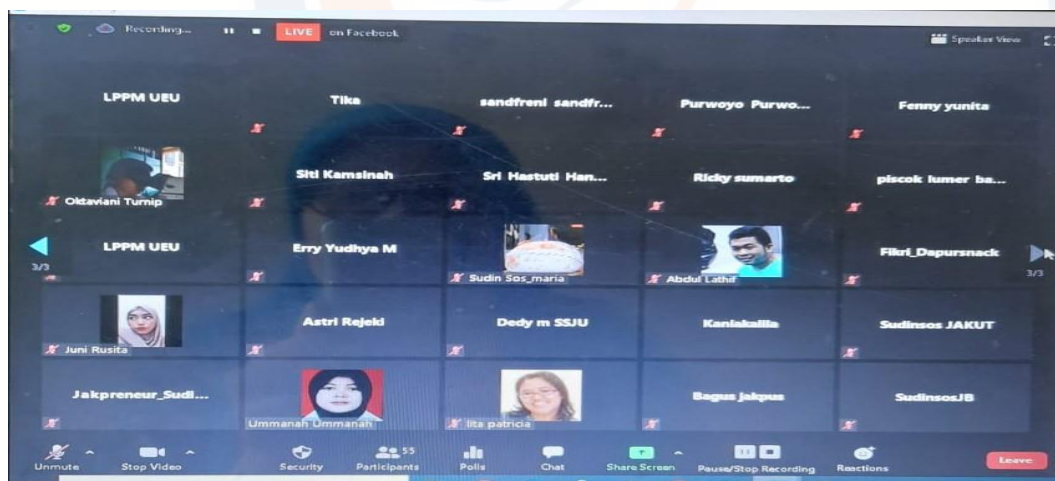 Recording...
LIVE on Facebook
Speaker View
LPPM UEU
Tika
sandfreni sandfr...
Purwoyo Purwo...
Fenny yunita
Oktaviani Turnip
Siti Kamsinah
Sri Hastuti Han...
Ricky sumarto
piscok lumer ba...
3/3
LPPM UEU
Erry Yudhya M
Sudin Sos_maria
Abdul Lathif
Fikri_Dapursnack
3/3
Juni Rusita
Astri Rejeki
Dedy m SSJU
Kaniakallia
Sudinsos JAKUT
Jakpreneur_Sudi...
Ummanah Ummanah
lita patricia
Bagus jakpus
SudinsosJB
Unmute
Stop Video
Security
55
Participants
Polls
Chat
Share Screen
Pause/Stop Recording
Reactions
Leave